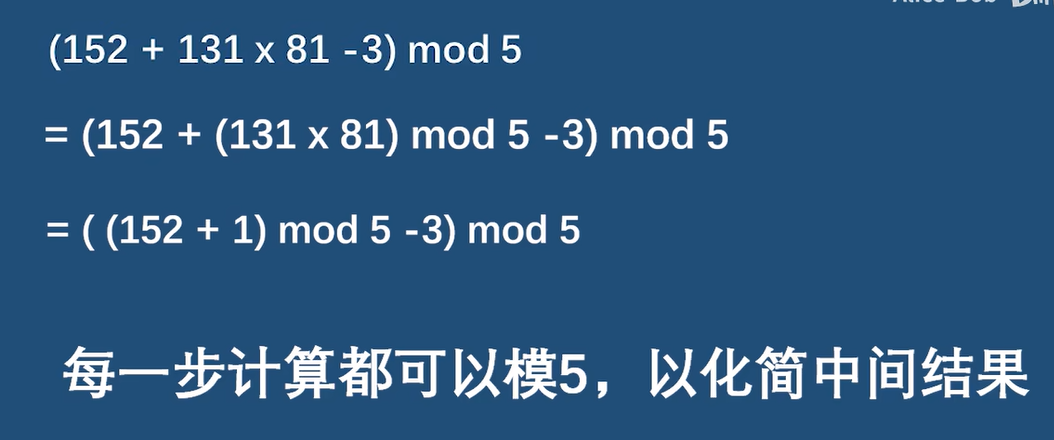 (152 + 131 x 81 -3) mod 5
= (152 + (131 x 81) mod 5 -3) mod 5
= ( (152 + 1) mod 5 -3) mod 5
每一步计算都可以模5，以化简中间结果